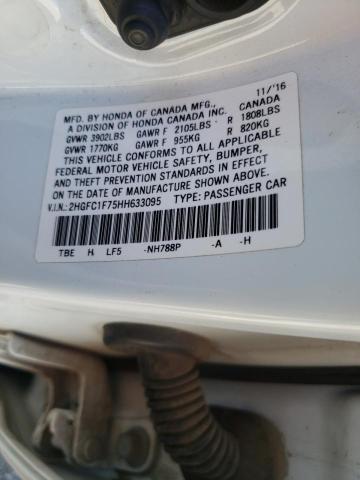 MFD. BY HONDA OF CANADA MFG., 11/'16
A DIVISION OF HONDA CANADA INC. CANADA
GVWR 3902LBS GAWR F 2105LBS R 1808LBS
GVWR 1770KG GAWR F 955KG R 820KG
THIS VEHICLE CONFORMS TO ALL APPLICABLE
FEDERAL MOTOR VEHICLE SAFETY, BUMPER,
AND THEFT PREVENTION STANDARDS IN EFFECT
ON THE DATE OF MANUFACTURE SHOWN ABOVE.
V.I.N.: 2HGFC1F75HH633095 TYPE: PASSENGER CAR
TBE H LF5 -NH788P -A -H